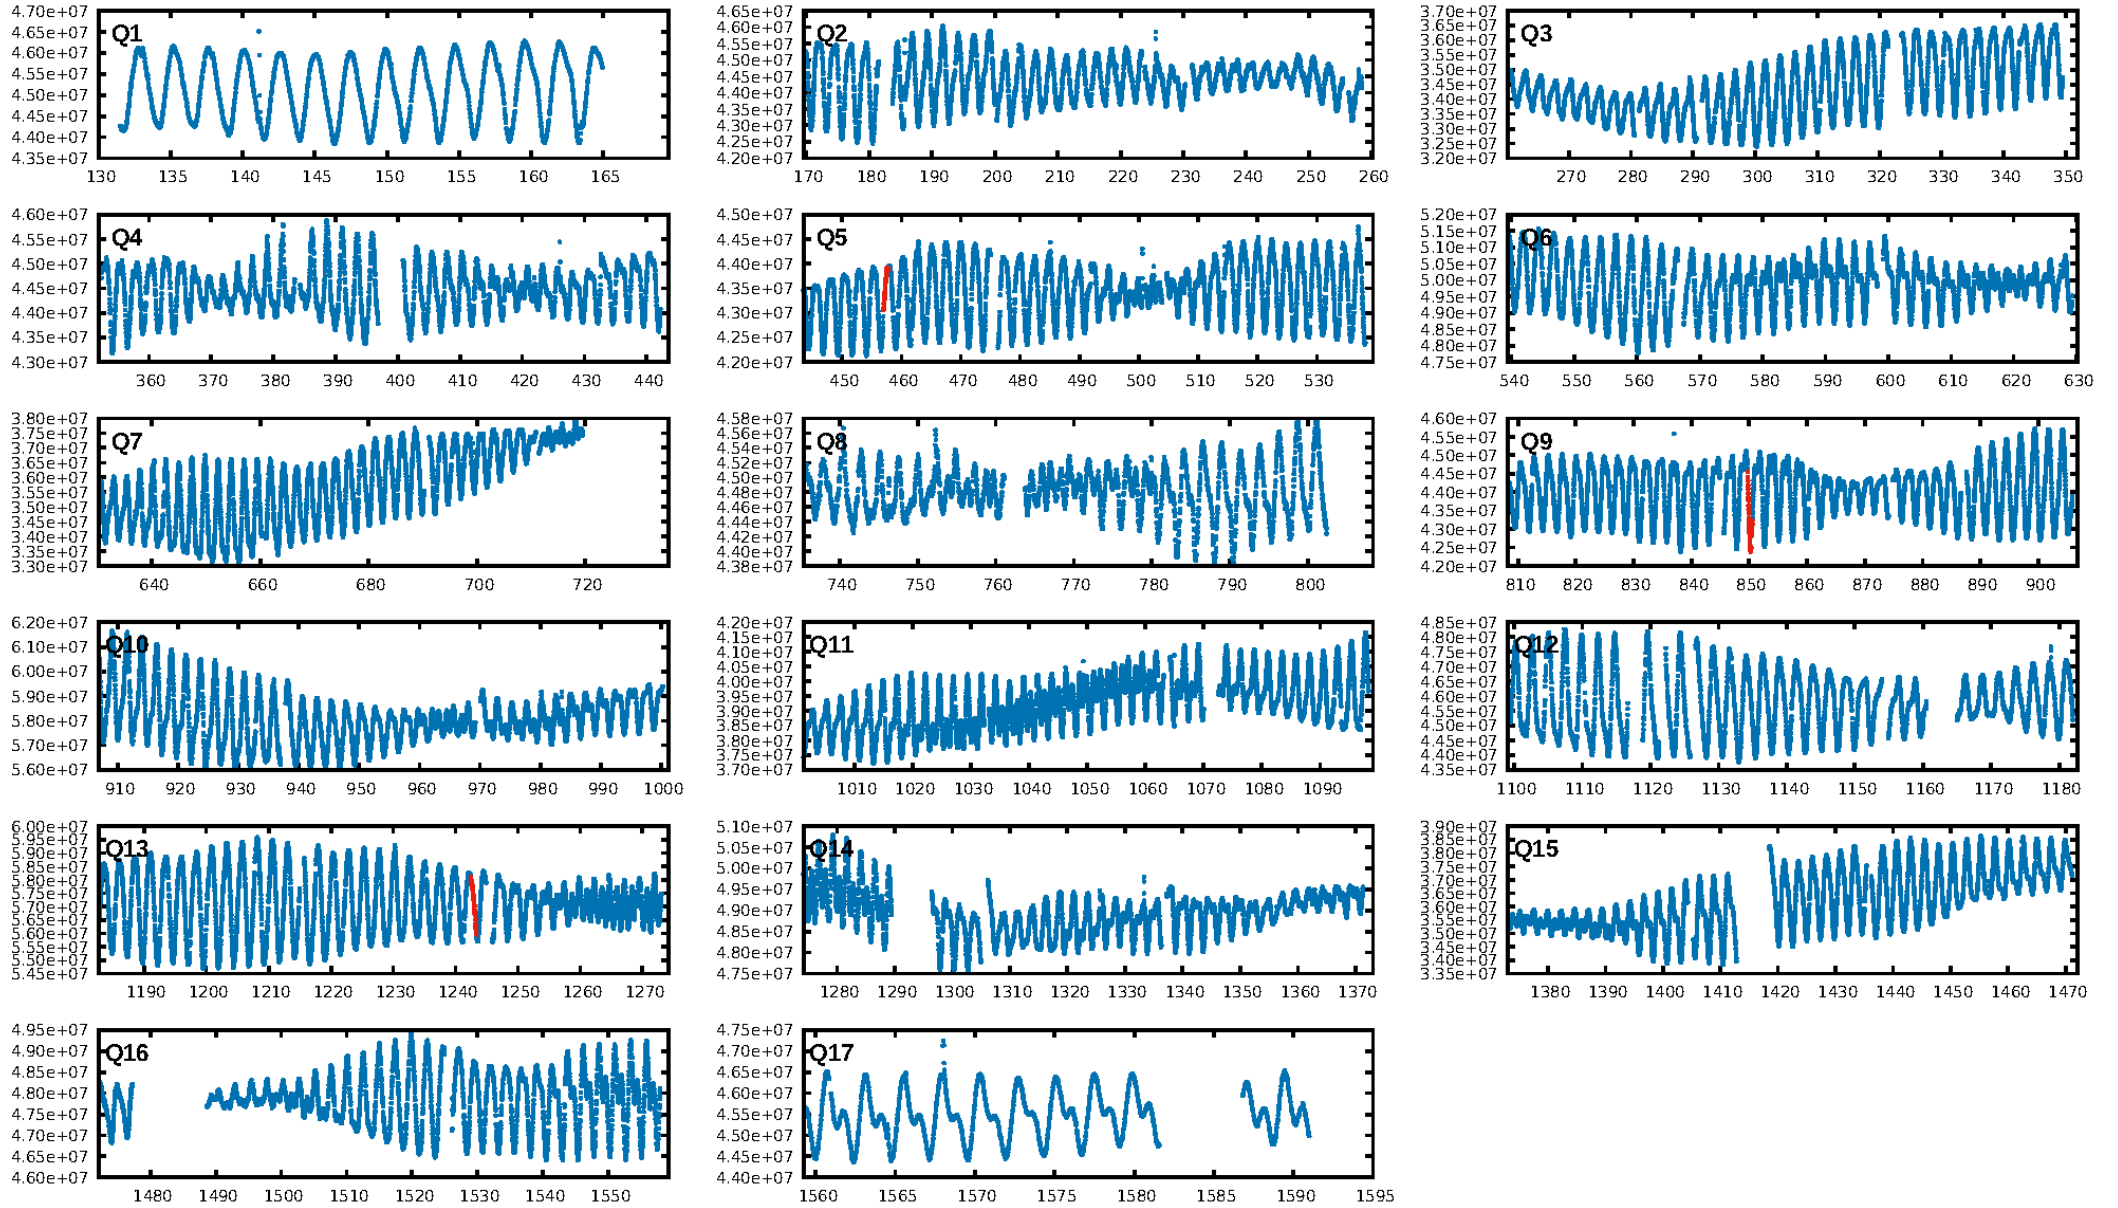 4.70e+07
4.65e+07
4.60e+07
4.55e+07
4.50e+07
4.45e+07
4.40e+07
4.35e+07
Q1
130 135 140 145 150 155 160 165
4.65e+07
4.60e+07
4.55e+07
4.50e+07
4.45e+07
4.40e+07
4.35e+07
4.30e+07
4.25e+07
4.20e+07
Q2
170 180 190 200 210 220 230 240 250 260
3.70e+07
3.65e+07
3.60e+07
3.55e+07
3.50e+07
3.45e+07
3.40e+07
3.35e+07
3.30e+07
3.25e+07
3.20e+07
Q3
270 280 290 300 310 320 330 340 350
4.60e+07
4.55e+07
4.50e+07
4.45e+07
4.40e+07
4.35e+07
4.30e+07
Q4
360 370 380 390 400 410 420 430 440
4.50e+07
4.45e+07
4.40e+07
4.35e+07
4.30e+07
4.25e+07
4.20e+07
Q5
450 460 470 480 490 500 510 520 530
5.20e+07
5.15e+07
5.10e+07
5.05e+07
5.00e+07
4.95e+07
4.90e+07
4.85e+07
4.80e+07
4.75e+07
Q6
540 550 560 570 580 590 600 610 620 630
3.80e+07
3.75e+07
3.70e+07
3.65e+07
3.60e+07
3.55e+07
3.50e+07
3.45e+07
3.40e+07
3.35e+07
3.30e+07
Q7
640 660 680 700 720
4.58e+07
4.56e+07
4.54e+07
4.52e+07
4.50e+07
4.48e+07
4.46e+07
4.44e+07
4.42e+07
4.40e+07
4.38e+07
Q8
740 750 760 770 780 790 800
4.60e+07
4.55e+07
4.50e+07
4.45e+07
4.40e+07
4.35e+07
4.30e+07
4.25e+07
4.20e+07
Q9
810 820 830 840 850 860 870 880 890 900
6.20e+07
6.10e+07
6.00e+07
5.90e+07
5.80e+07
5.70e+07
5.60e+07
Q10
910 920 930 940 950 960 970 980 990 1000
4.20e+07
4.15e+07
4.10e+07
4.05e+07
4.00e+07
3.95e+07
3.90e+07
3.85e+07
3.80e+07
3.75e+07
3.70e+07
Q11
1010 1020 1030 1040 1050 1060 1070 1080 1090
4.85e+07
4.80e+07
4.75e+07
4.70e+07
4.65e+07
4.60e+07
4.55e+07
4.50e+07
4.45e+07
4.40e+07
4.35e+07
Q12
1100 1110 1120 1130 1140 1150 1160 1170 1180
6.00e+07
5.95e+07
5.90e+07
5.85e+07
5.80e+07
5.75e+07
5.70e+07
5.65e+07
5.60e+07
5.55e+07
5.50e+07
5.45e+07
Q13
1190 1200 1210 1220 1230 1240 1250 1260 1270
5.10e+07
5.05e+07
5.00e+07
4.95e+07
4.90e+07
4.85e+07
4.80e+07
4.75e+07
Q14
1280 1290 1300 1310 1320 1330 1340 1350 1360 1370
3.90e+07
3.85e+07
3.80e+07
3.75e+07
3.70e+07
3.65e+07
3.60e+07
3.55e+07
3.50e+07
3.45e+07
3.40e+07
3.35e+07
Q15
1380 1390 1400 1410 1420 1430 1440 1450 1460 1470
4.95e+07
4.90e+07
4.85e+07
4.80e+07
4.75e+07
4.70e+07
4.65e+07
4.60e+07
Q16
1480 1490 1500 1510 1520 1530 1540 1550
4.75e+07
4.70e+07
4.65e+07
4.60e+07
4.55e+07
4.50e+07
4.45e+07
4.40e+07
Q17
1560 1565 1570 1575 1580 1585 1590 1595